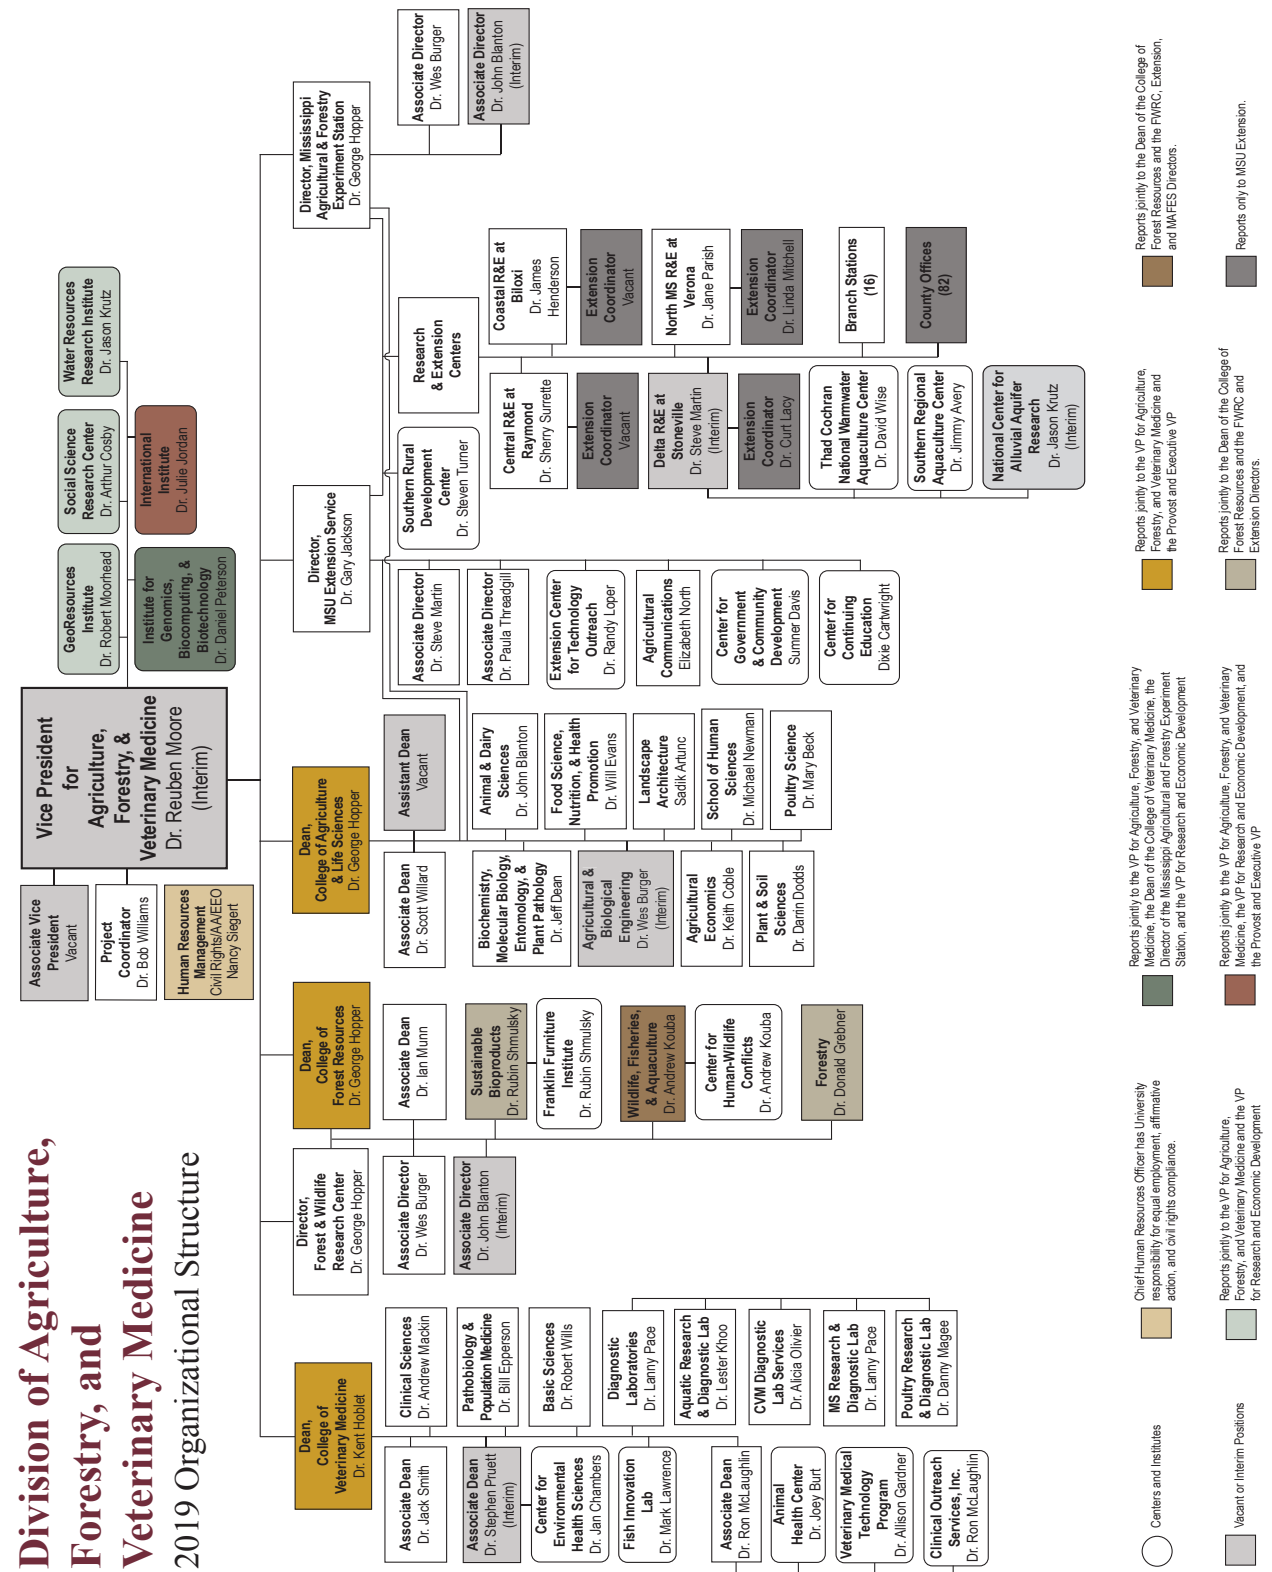 Division of Agriculture,
Forestry, and
Veterinary Medicine
2019 Organizational Structure
Vice President
for
Agriculture,
Forestry, &
Veterinary Medicine
Dr. Reuben Moore
(Interim)
Associate Vice
President
Vacant
Project
Coordinator
Dr. Bob Williams
Human Resources
Management
Civil Rights/AA/EEO
Nancy Siegert
GeoResources
Institute
Dr. Robert Moorhead
Social Science
Research Center
Dr. Arthur Cosby
Water Resources
Research Institute
Dr. Jason Krutz
Institute for
Genomics,
Biocomputing, &
Biotechnology
Dr. Daniel Peterson
International
Institute
Dr. Julie Jordan
Dean,
College of
Veterinary Medicine
Dr. Kent Hoblet
Associate Dean
Dr. Jack Smith
Clinical Sciences
Dr. Andrew Mackin
Associate Dean
Dr. Stephen Pruett
(Interim)
Pathobiology &
Population Medicine
Dr. Bill Epperson
Center for
Environmental
Health Sciences
Dr. Jan Chambers
Basic Sciences
Dr. Robert Wills
Fish Innovation
Lab
Dr. Mark Lawrence
Diagnostic
Laboratories
Dr. Lanny Pace
Aquatic Research
& Diagnostic Lab
Dr. Lester Khoo
CVM Diagnostic
Lab Services
Dr. Alicia Olivier
MS Research &
Diagnostic Lab
Dr. Lanny Pace
Poultry Research
& Diagnostic Lab
Dr. Danny Magee
Associate Dean
Dr. Ron McLaughlin
Animal
Health Center
Dr. Joey Burt
Veterinary Medical
Technology
Program
Dr. Allison Gardner
Clinical Outreach
Services, Inc.
Dr. Ron McLaughlin
Director,
Forest & Wildlife
Research Center
Dr. George Hopper
Associate Director
Dr. Wes Burger
Associate Director
Dr. John Blanton
(Interim)
Dean,
College of
Forest Resources
Dr. George Hopper
Associate Dean
Dr. Ian Munn
Sustainable
Bioproducts
Dr. Rubin Shmulsky
Franklin Furniture
Institute
Dr. Rubin Shmulsky
Wildlife, Fisheries,
& Aquaculture
Dr. Andrew Kouba
Center for
Human-Wildlife
Conflicts
Dr. Andrew Kouba
Forestry
Dr. Donald Grebner
Dean,
College of Agriculture
& Life Sciences
Dr. George Hopper
Associate Dean
Dr. Scott Willard
Assistant Dean
Vacant
Biochemistry,
Molecular Biology,
Entomology, &
Plant Pathology
Dr. Jeff Dean
Animal & Dairy
Sciences
Dr. John Blanton
Agricultural &
Biological
Engineering
Dr. Wes Burger
(Interim)
Food Science,
Nutrition, & Health
Promotion
Dr. Will Evans
Landscape
Architecture
Sadik Artunc
Agricultural
Economics
Dr. Keith Coble
School of Human
Sciences
Dr. Michael Newman
Plant & Soil
Sciences
Dr. Darrin Dodds
Poultry Science
Dr. Mary Beck
Director,
MSU Extension Service
Dr. Gary Jackson
Associate Director
Dr. Steve Martin
Southern Rural
Development
Center
Dr. Steven Turner
Associate Director
Dr. Paula Threadgill
Extension Center
for Technology
Outreach
Dr. Randy Loper
Agricultural
Communications
Elizabeth North
Center for
Government
& Community
Development
Sumner Davis
Center for
Continuing
Education
Dixie Cartwright
Research
& Extension
Centers
Central R&E at
Raymond
Dr. Sherry Surrette
Coastal R&E at
Biloxi
Dr. James
Henderson
Extension
Coordinator
Vacant
Extension
Coordinator
Vacant
Delta R&E at
Stoneville
Dr. Steve Martin
(Interim)
North MS R&E at
Verona
Dr. Jane Parish
Extension
Coordinator
Dr. Curt Lacy
Extension
Coordinator
Dr. Linda Mitchell
Thad Cochran
National Warmwater
Aquaculture Center
Dr. David Wise
Branch Stations
(16)
Southern Regional
Aquaculture Center
Dr. Jimmy Avery
County Offices
(82)
National Center for
Alluvial Aquifer
Research
Dr. Jason Krutz
(Interim)
Director, Mississippi
Agricultural & Forestry
Experiment Station
Dr. George Hopper
Associate Director
Dr. Wes Burger
Associate Director
Dr. John Blanton
(Interim)
Centers and Institutes
Chief Human Resources Officer has University
responsibility for equal employment, affirmative
action, and civil rights compliance.
Reports jointly to the VP for Agriculture, Forestry, and Veterinary
Medicine, the Dean of the College of Veterinary Medicine, the
Director of the Mississippi Agricultural and Forestry Experiment
Station, and the VP for Research and Economic Development
Reports jointly to the VP for Agriculture,
Forestry, and Veterinary Medicine and
the Provost and Executive VP
Reports jointly to the Dean of the College of
Forest Resources and the FWRC, Extension,
and MAFES Directors.
Vacant or Interim Positions
Reports jointly to the VP for Agriculture,
Forestry, and Veterinary Medicine and the VP
for Research and Economic Development
Reports jointly to the VP for Agriculture, Forestry, and Veterinary
Medicine, the VP for Research and Economic Development, and
the Provost and Executive VP
Reports jointly to the Dean of the College of
Forest Resources and the FWRC and
Extension Directors.
Reports only to MSU Extension.